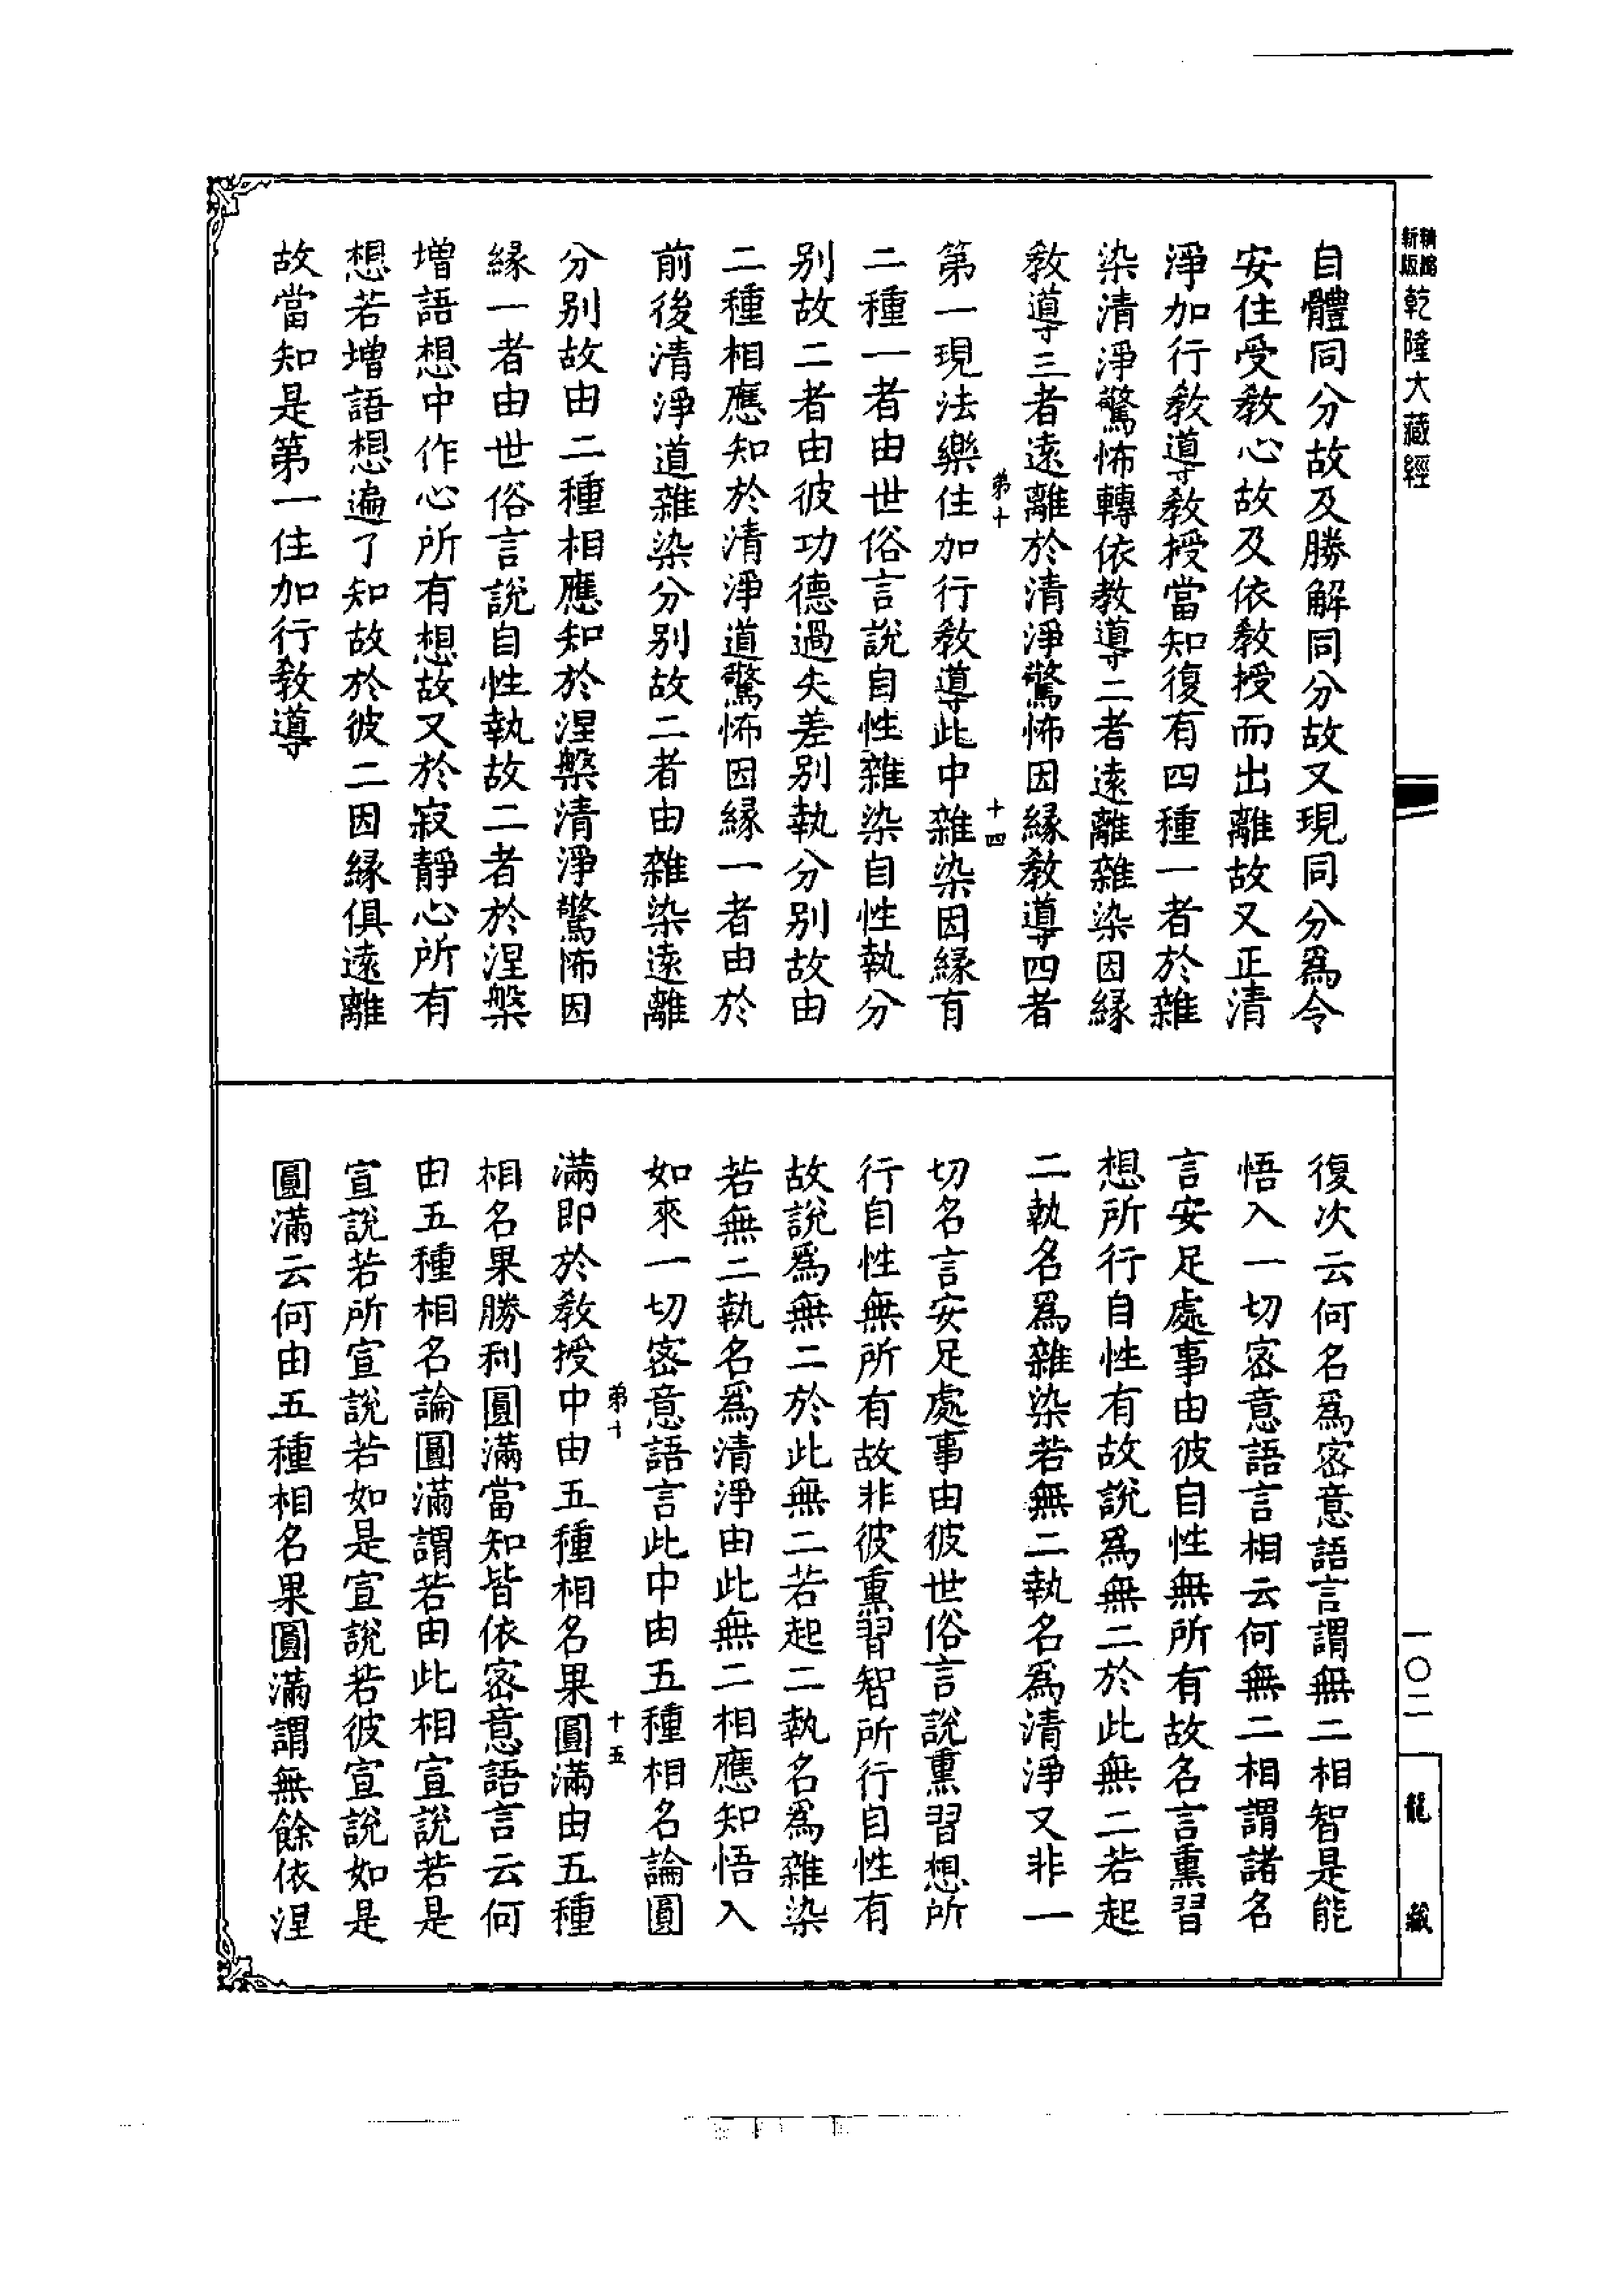 精縮新版乾隆大藏經
自體同分故及勝解同分故又現同分爲令
安住受教心故及依教授而出離故又正清
淨加行教導教授當知復有四種一者於雜
染清淨驚怖轉依教導二者遠離雜染因緣
教導三者遠離於清淨驚怖因緣教導四者
第十
十四
第一現法樂住加行教導此中雜染因緣有
二種一者由世俗言說自性雜染自性執分
別故二者由彼功德過失差別執分別故由
二種相應知於清淨道驚怖因緣一者由於
前後清淨道雜染分別故二者由雜染遠離
分別故由二種相應知於涅槃清淨驚怖因
緣一者由世俗言說自性執故二者於涅槃
增語想中作心所有想故又於寂靜心所有
想若增語想遍了知故於彼二因緣俱遠離
故當知是第一住加行教導
復次云何名爲密意語言謂無二相智是能
悟入一切密意語言相云何無二相謂諸名
言安足處事由彼自性無所有故名言熏習
想所行自性有故說爲無二於此無二若起
二執名爲雜染若無二執名爲清淨又非一
切名言安足處事由彼世俗言說熏習想所
行自性無所有故非彼熏習智所行自性有
故說爲無二於此無二若起二執名爲雜染
若無二執名爲清淨由此無二相應知悟入
如來一切密意語言此中由五種相名論圓
第十
十五
滿即於教授中由五種相名果圓滿由五種
相名果勝利圓滿當知皆依密意語言云何
由五種相名論圓滿謂若由此相宣說若是
宣說若所宣說若如是宣說若彼宣說如是
圓滿云何由五種相名果圓滿謂無餘依涅
一〇二
龍藏